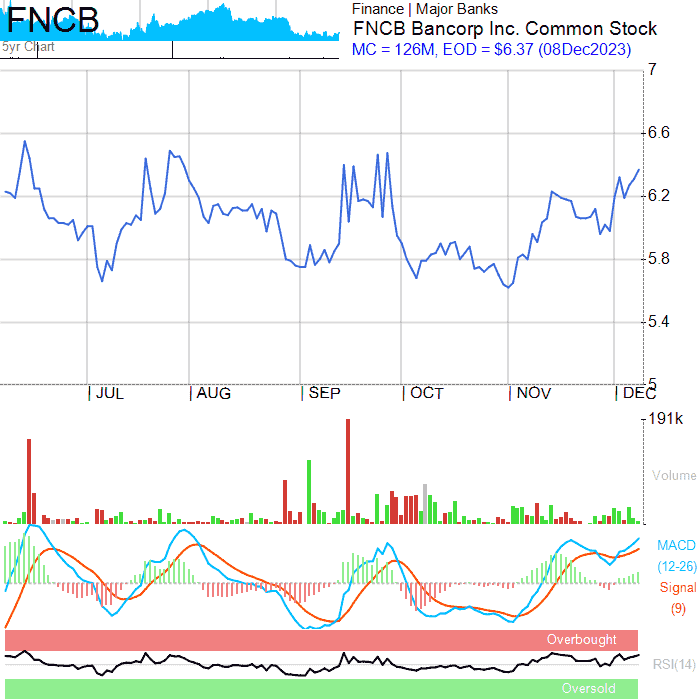 FNCB
5yr Chart
Finance | Major Banks
FNCB Bancorp Inc. Common Stock
MC = 126M, EOD = $6.37 (08Dec2023)
7
6.6
6.2
5.8
5.4
5
JUL AUG SEP OCT NOV DEC
191k
Volume
MACD
(12-26)
Signal
(9)
Overbought
RSI(14)
Oversold